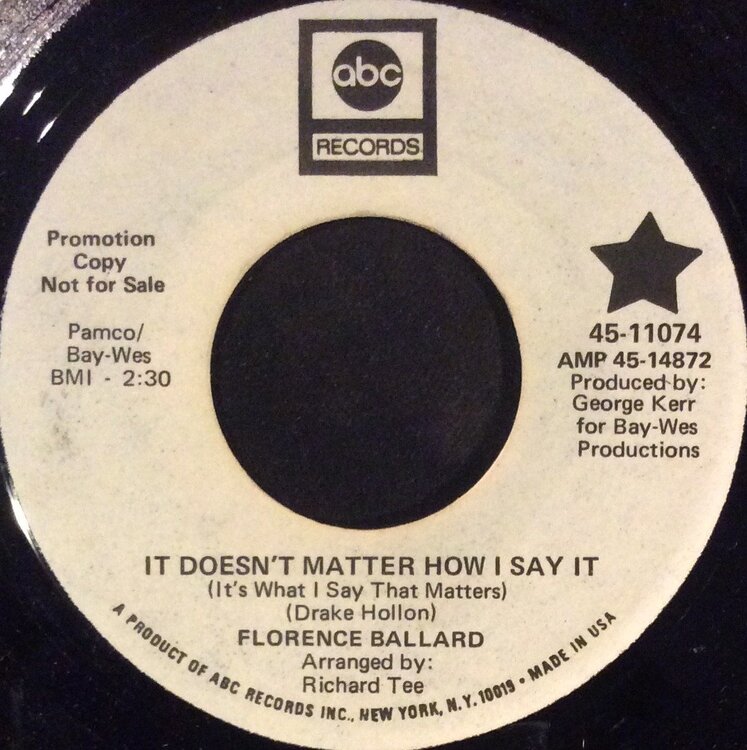 abc
RECORDS
Promotion
Copy
Not for Sale
Pamco/
Bay-Wes
BMI - 2:30
45-11074
AMP 45-14872
Produced by:
George Kerr
for Bay-Wes
Productions
IT DOESN'T MATTER HOW I SAY IT
(It's What I Say That Matters)
(Drake Hollon)
FLORENCE BALLARD
Arranged by:
Richard Tee
A PRODUCT OF ABC RECORDS INC., NEW YORK, N.Y. 10019 • MADE IN USA